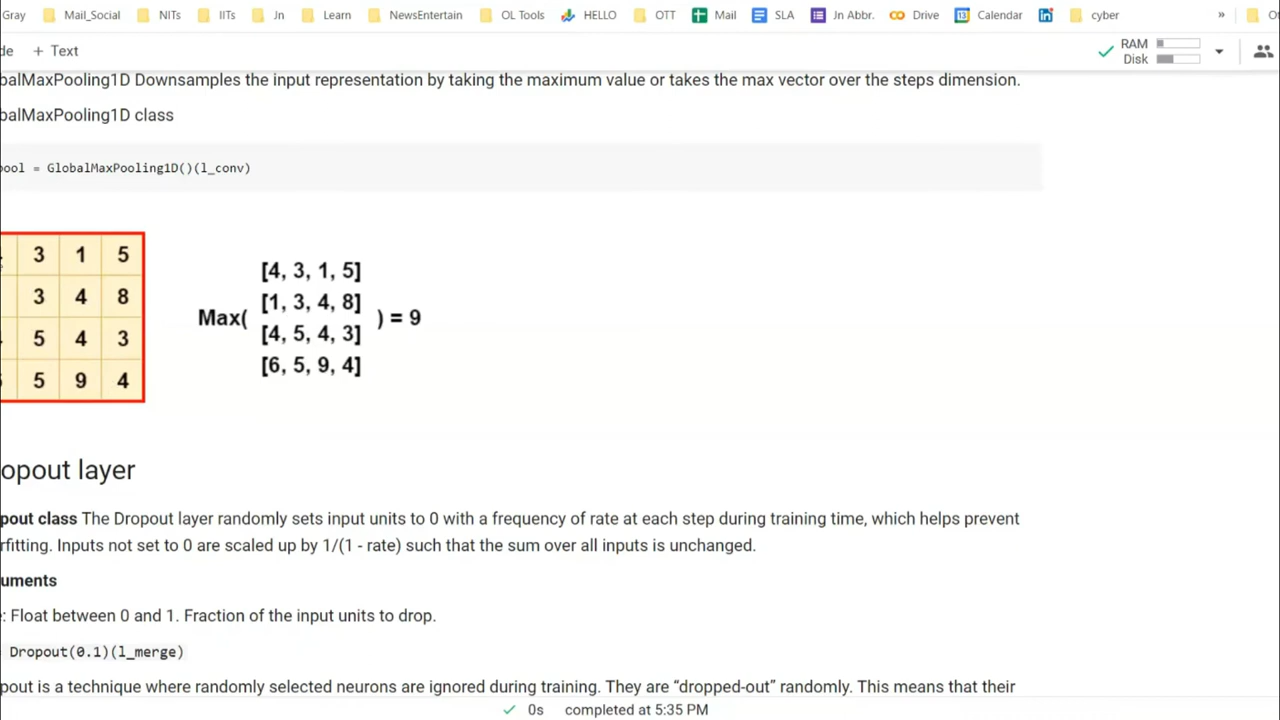 Gray Mail_Social NITs IITs Jn Learn NewsEntertain OL Tools HELLO OTT Mail SLA Jn Abbr. Drive Calendar in cyber »
de + Text RAM
Disk
balMaxPooling1D Downsamples the input representation by taking the maximum value or takes the max vector over the steps dimension.
balMaxPooling1D class
pool = GlobalMaxPooling1D()(l_conv)
3 1 5
3 4 8
5 4 3
5 9 4
[4, 3, 1, 5]
[1, 3, 4, 8]
Max( ) = 9
[4, 5, 4, 3]
[6, 5, 9, 4]
opout layer
pout class The Dropout layer randomly sets input units to 0 with a frequency of rate at each step during training time, which helps prevent
rfitting. Inputs not set to 0 are scaled up by 1/(1 - rate) such that the sum over all inputs is unchanged.
uments
: Float between 0 and 1. Fraction of the input units to drop.
Dropout(0.1)(l_merge)
pout is a technique where randomly selected neurons are ignored during training. They are “dropped-out” randomly. This means that their
0s completed at 5:35 PM